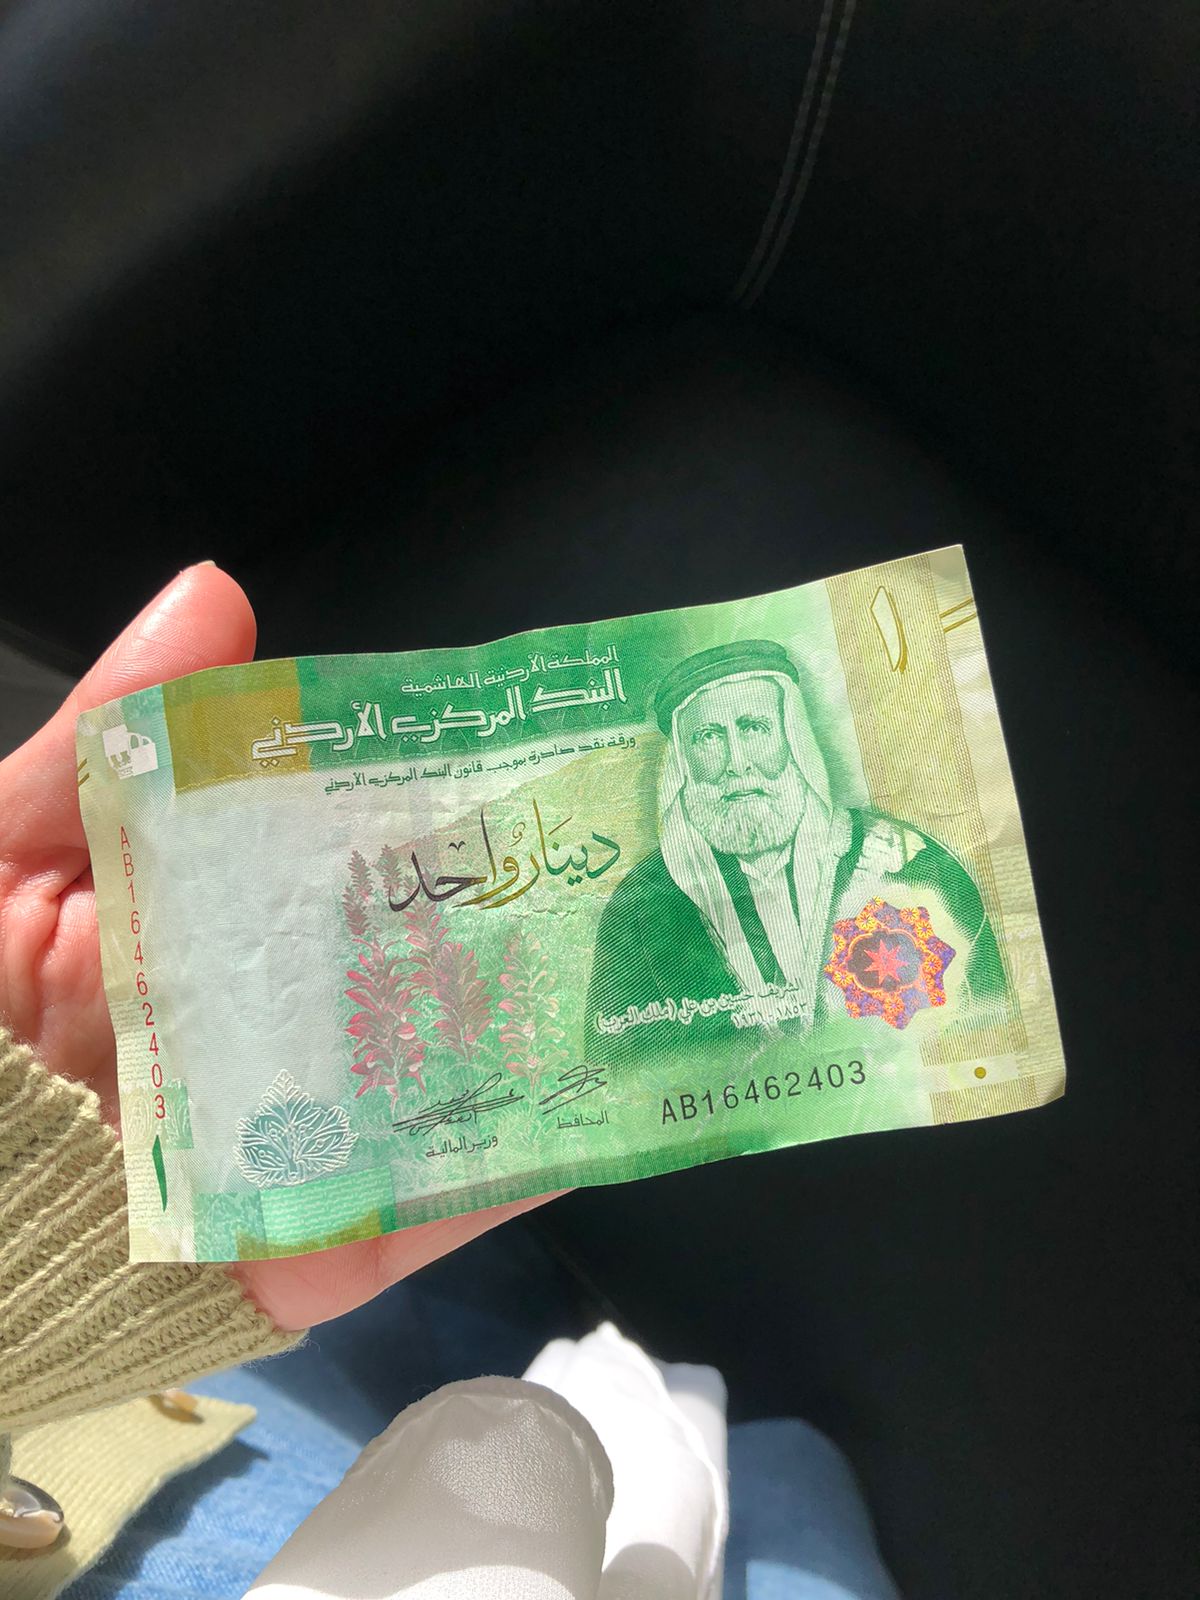 المملكة الأردنية الهاشمية
البنك المركزي الأردني
ورقة نقد صادرة بموجب قانون البنك المركزي الأردني
١
دينار واحد
الشريف حسين بن علي (ملك العرب)
١٨٥٣ - ١٩٣١
المحافظ
وزير المالية
AB16462403
AB16462403